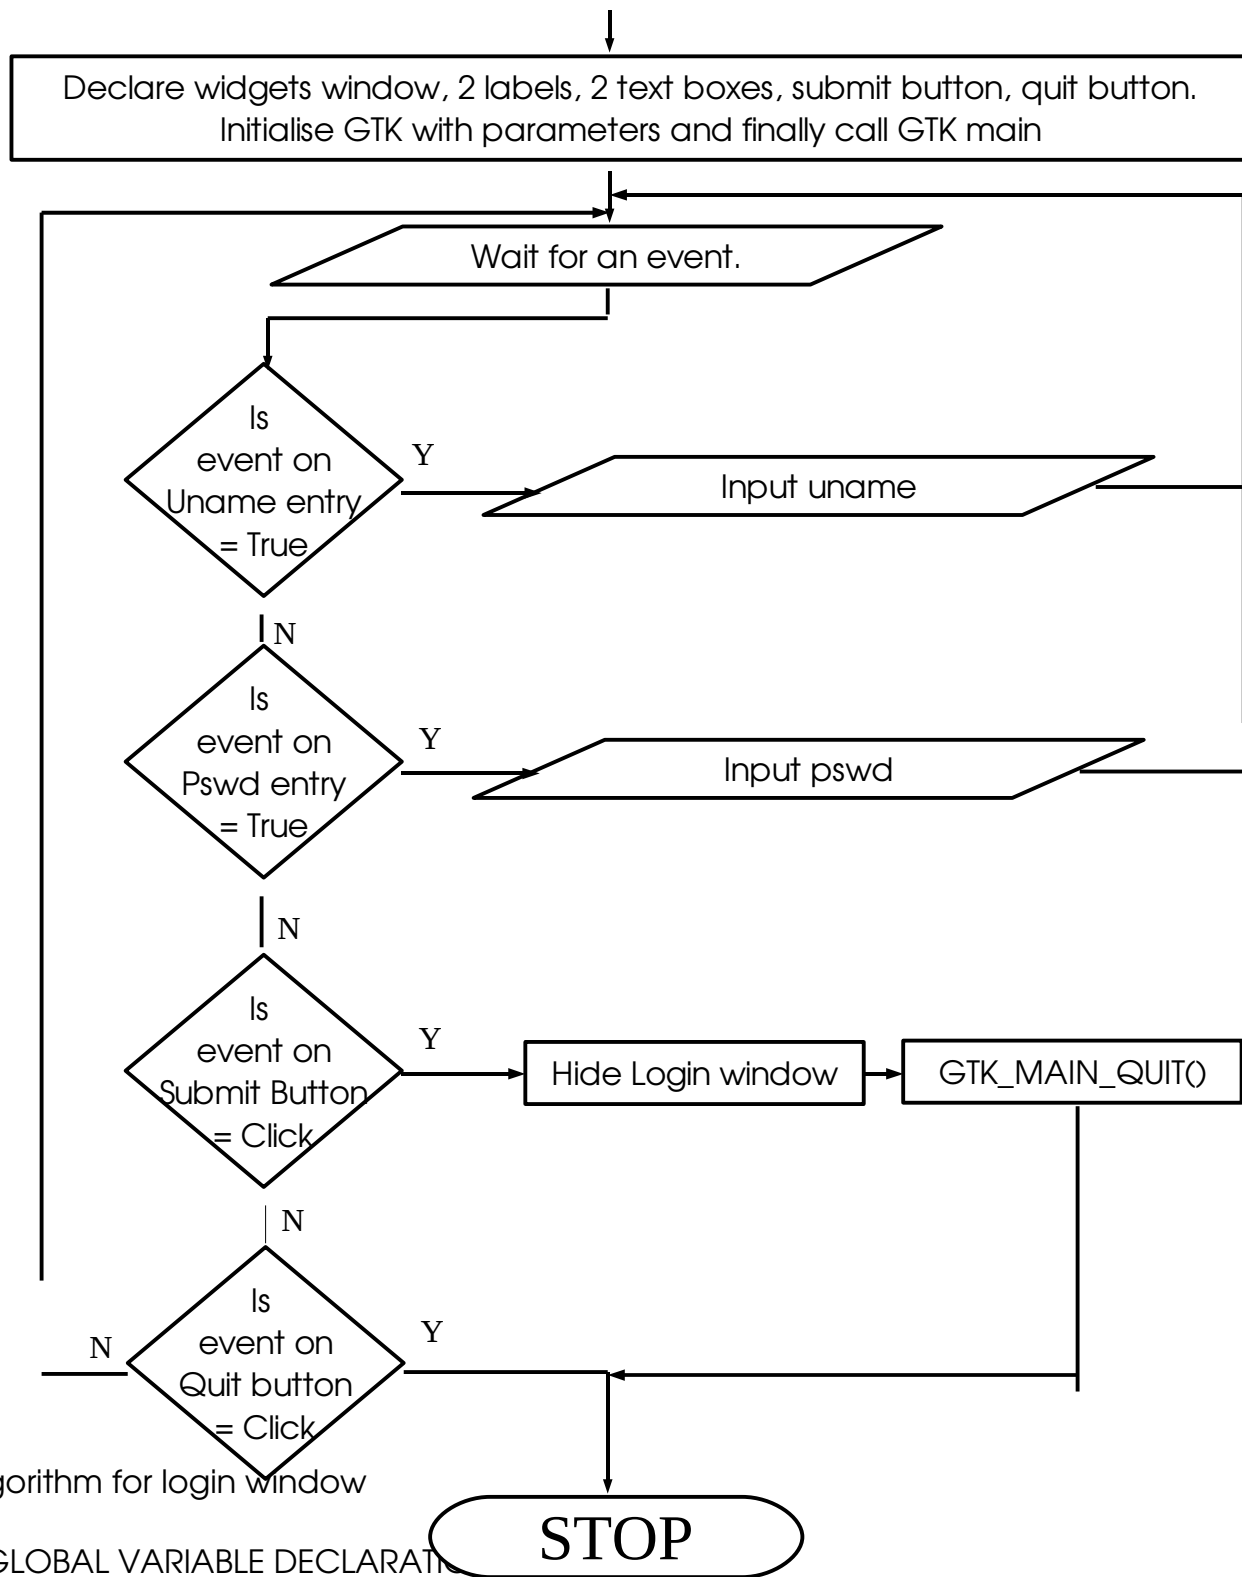 Declare widgets window, 2 labels, 2 text boxes, submit button, quit button.
Initialise GTK with parameters and finally call GTK main
Wait for an event.
Is
event on
Uname entry
= True
Y
Input uname
N
Is
event on
Pswd entry
= True
Y
Input pswd
N
Is
event on
Submit Button
= Click
Y
Hide Login window
GTK_MAIN_QUIT()
N
Is
event on
Quit button
= Click
N
Y
gorithm for login window
STOP
GLOBAL VARIABLE DECLARATI